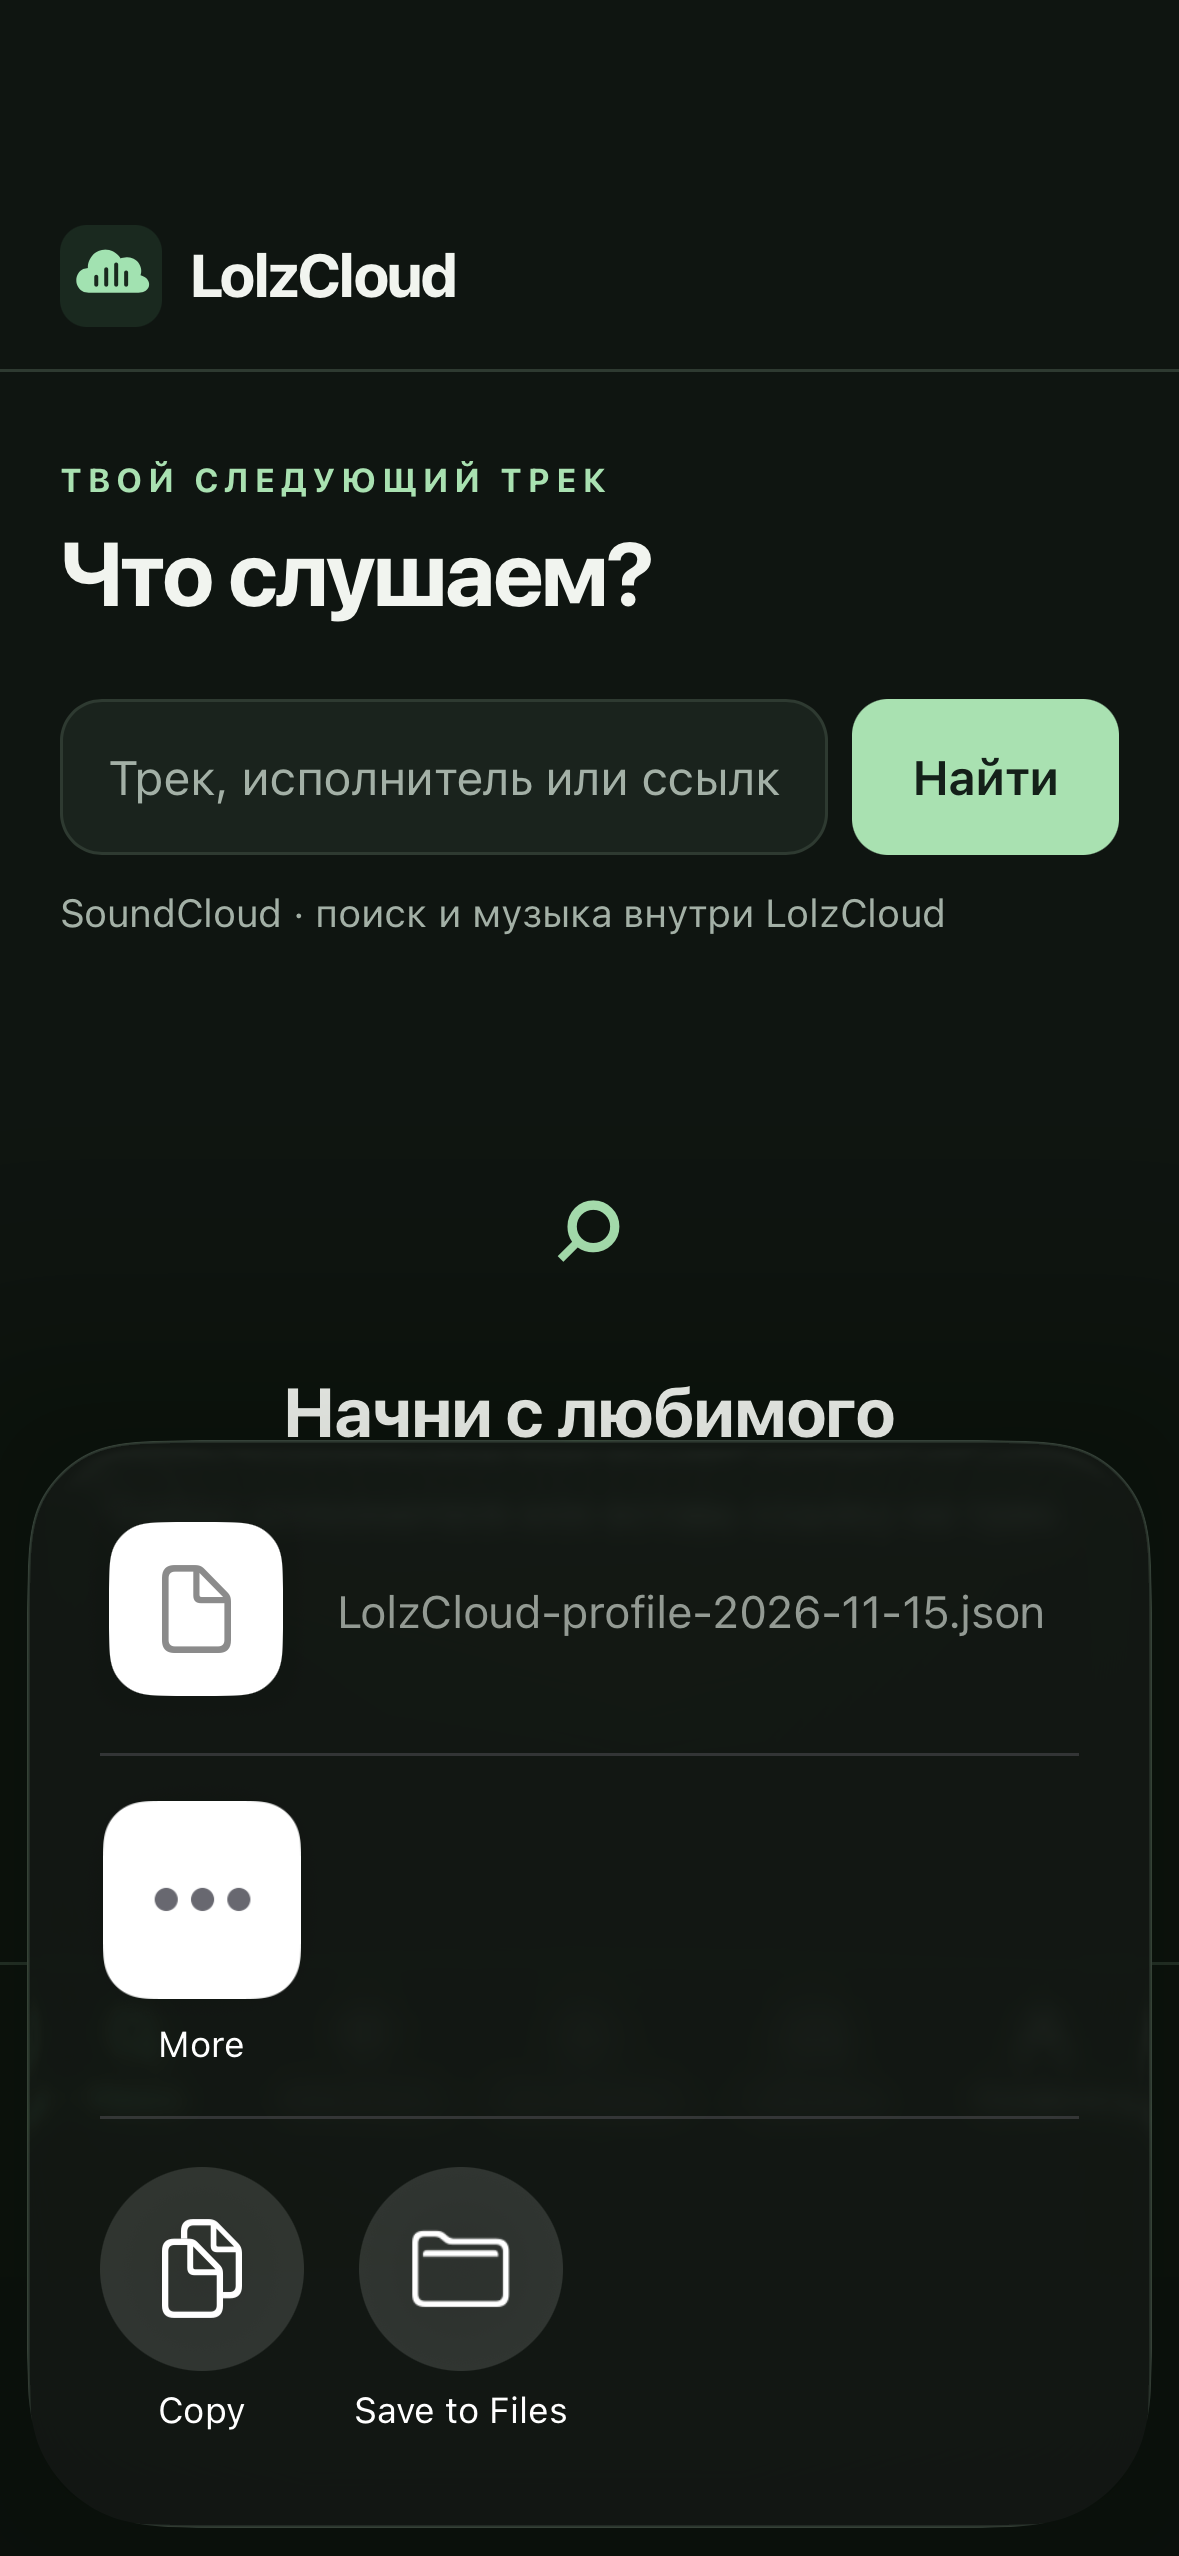 LolzCloud
ТВОЙ СЛЕДУЮЩИЙ ТРЕК
Что слушаем?
Трек, исполнитель или ссылк
Найти
SoundCloud · поиск и музыка внутри LolzCloud
Начни с любимого
LolzCloud-profile-2026-11-15.json
More
Copy
Save to Files